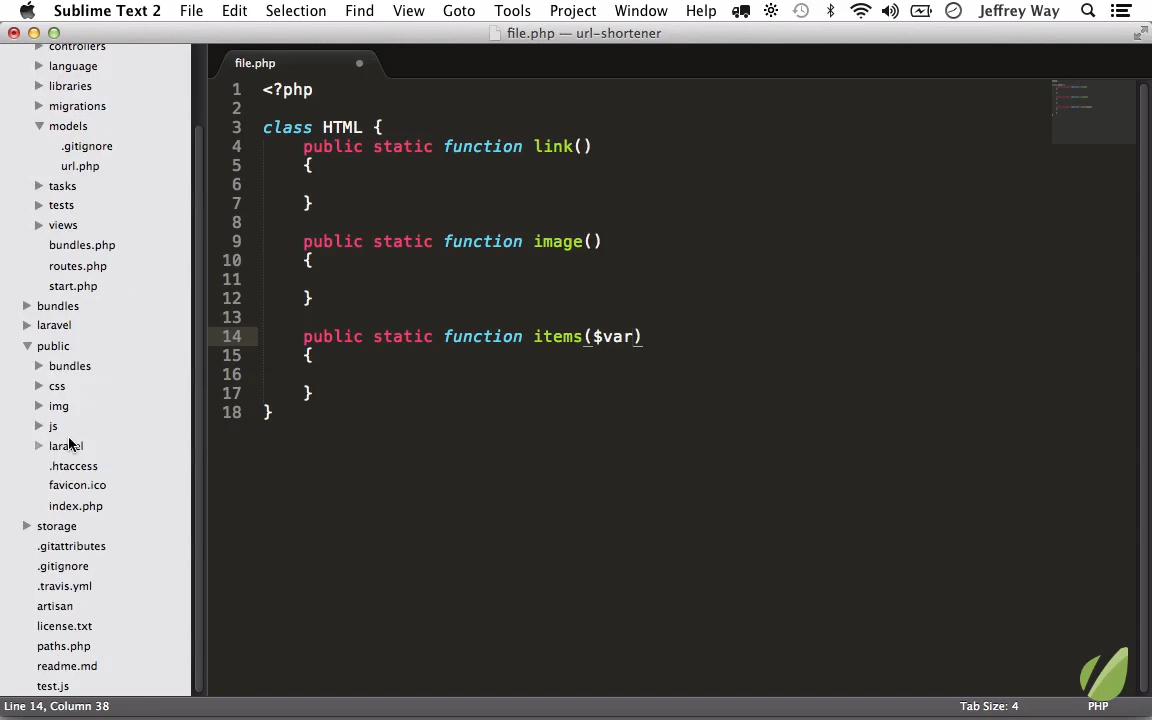 Sublime Text 2 File Edit Selection Find View Goto Tools Project Window Help Jeffrey Way
file.php — url-shortener
controllers
language
libraries
migrations
models
.gitignore
url.php
tasks
tests
views
bundles.php
routes.php
start.php
bundles
laravel
public
bundles
css
img
js
laravel
.htaccess
favicon.ico
index.php
storage
.gitattributes
.gitignore
.travis.yml
artisan
license.txt
paths.php
readme.md
test.js
file.php
1 <?php
2
3 class HTML {
4 public static function link()
5 {
6
7 }
8
9 public static function image()
10 {
11
12 }
13
14 public static function items($var)
15 {
16
17 }
18 }
Line 14, Column 38 Tab Size: 4 PHP